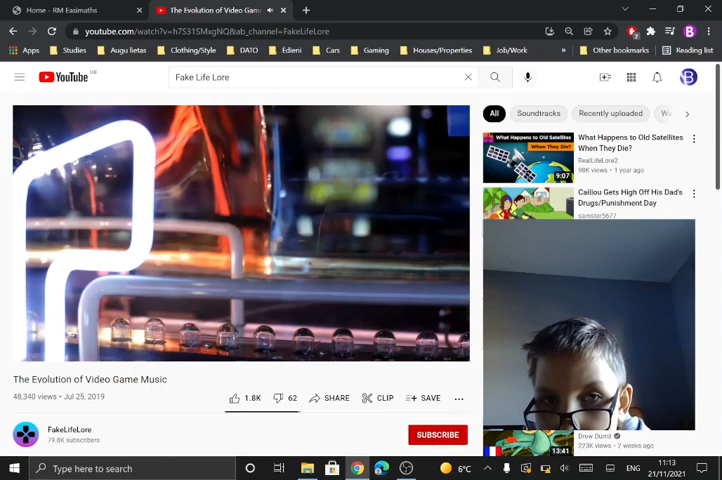 Home - RM Easimaths
The Evolution of Video Game
youtube.com/watch?v=h7S31SMxgNQ&ab_channel=FakeLifeLore
Apps
Studies
Augu lietas
Clothing/Style
DATO
Edieni
Cars
Gaming
Houses/Properties
Job/Work
»
Other bookmarks
Reading list
YouTube
Fake Life Lore
B
All
Soundtracks
Recently uploaded
What Happens to Old Satellites
When They Die?
9:07
What Happens to Old Satellites
When They Die?
RealLifeLore2
98K views • 1 year ago
Caillou Gets High Off His Dad's
Drugs/Punishment Day
samster5677
The Evolution of Video Game Music
48,340 views • Jul 25, 2019
1.8K
62
SHARE
CLIP
SAVE
FakeLifeLore
79.8K subscribers
SUBSCRIBE
13:41
Drew Durnil
223K views • 2 weeks ago
Type here to search
6°C
ENG
11:13
21/11/2021